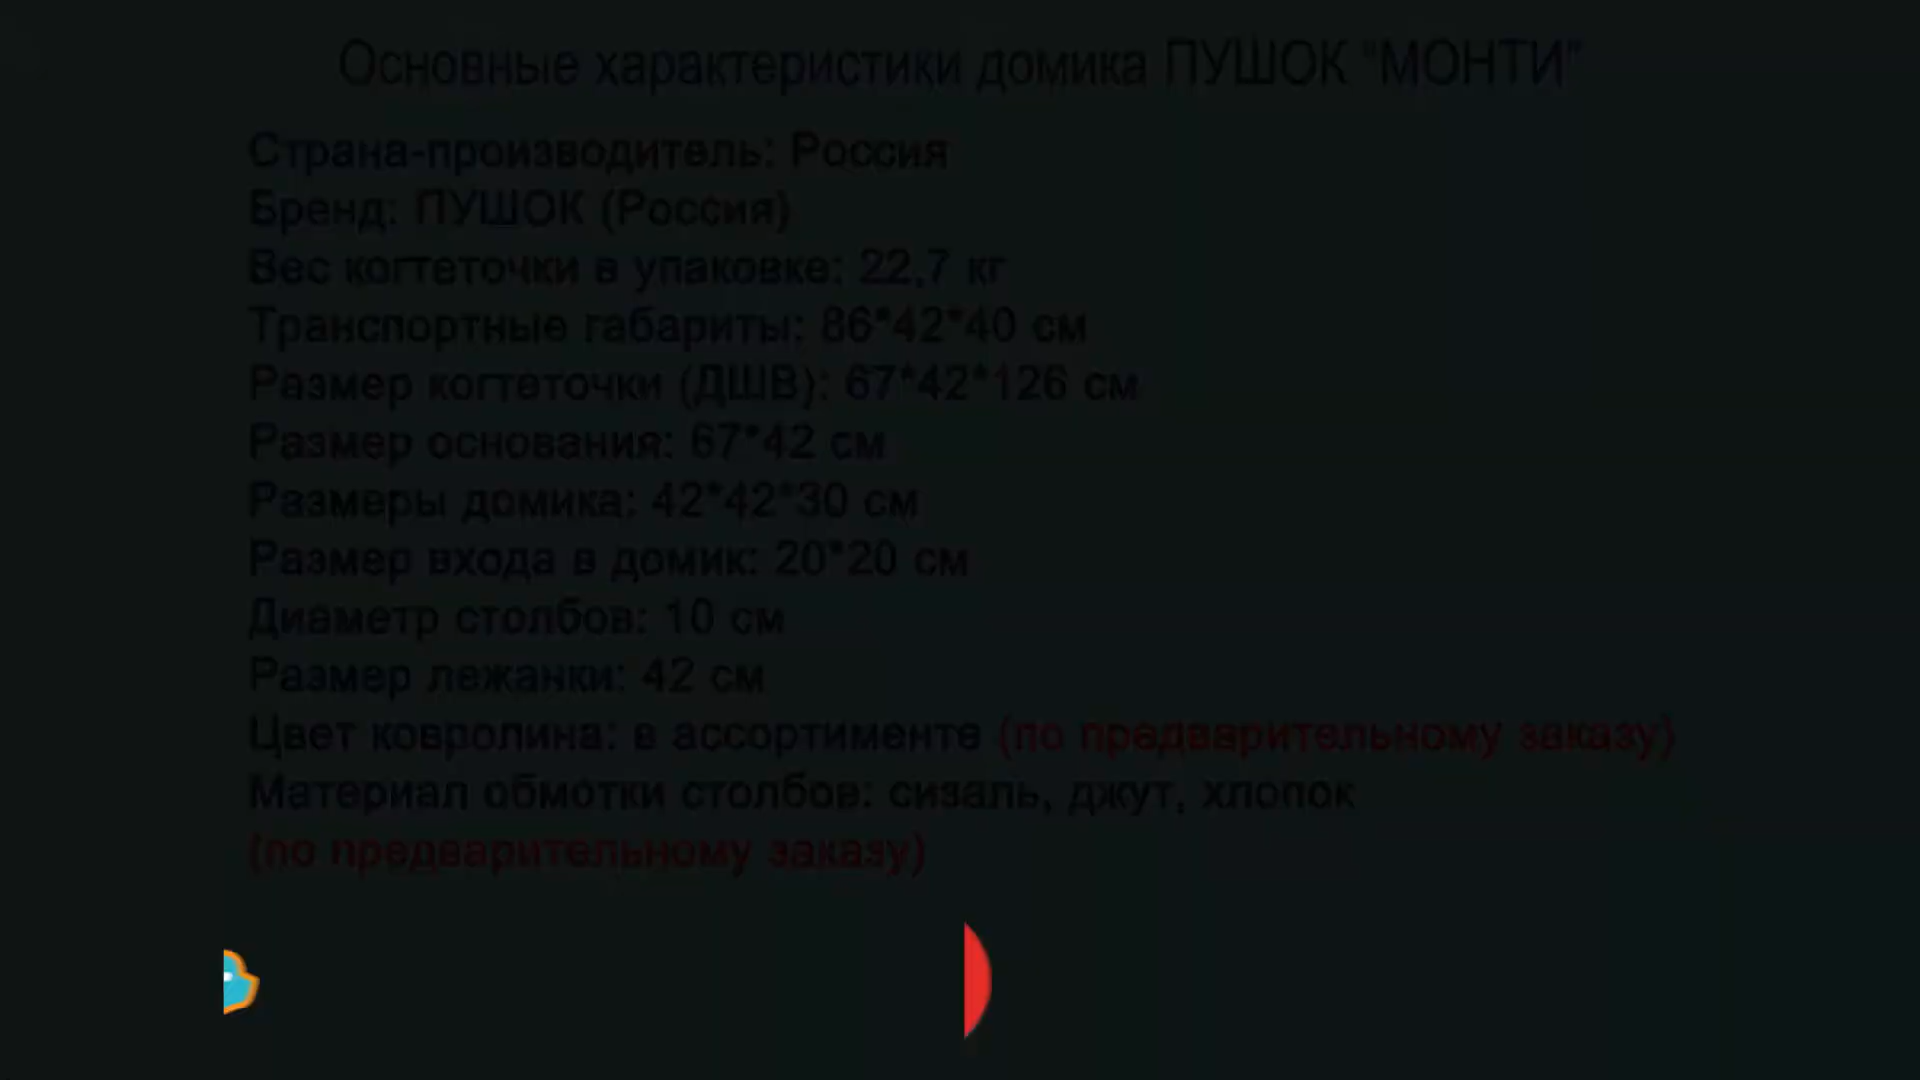 Основные характеристики домика ПУШОК "МОНТИ"
Страна-производитель: Россия
Бренд: ПУШОК (Россия)
Вес когтеточки в упаковке: 22,7 кг
Транспортные габариты: 86*42*40 см
Размер когтеточки (ДШВ): 67*42*126 см
Размер основания: 67*42 см
Размеры домика: 42*42*30 см
Размер входа в домик: 20*20 см
Диаметр столбов: 10 см
Размер лежанки: 42 см
Цвет ковролина: в ассортименте (по предварительному заказу)
Материал обмотки столбов: сизаль, джут, хлопок
(по предварительному заказу)